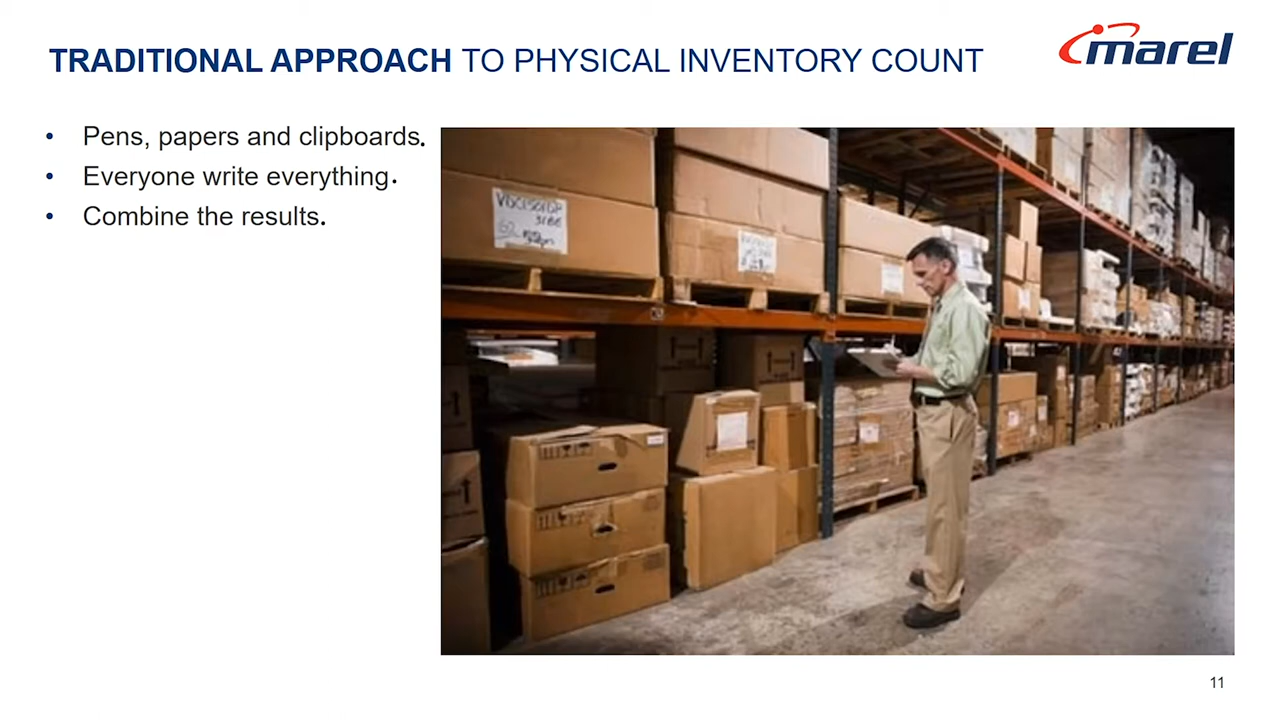 TRADITIONAL APPROACH TO PHYSICAL INVENTORY COUNT
marel
• Pens, papers and clipboards.
• Everyone write everything.
• Combine the results.
11